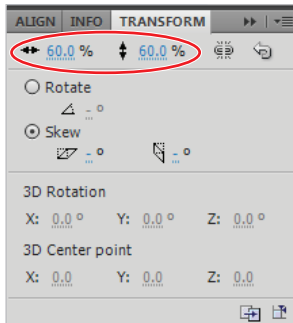 ALIGN INFO TRANSFORM
60.0 % 60.0 %
Rotate
- °
Skew
- ° - °
3D Rotation
X: 0.0 ° Y: 0.0 ° Z: 0.0 °
3D Center point
X: 0.0 Y: 0.0 Z: 0.0